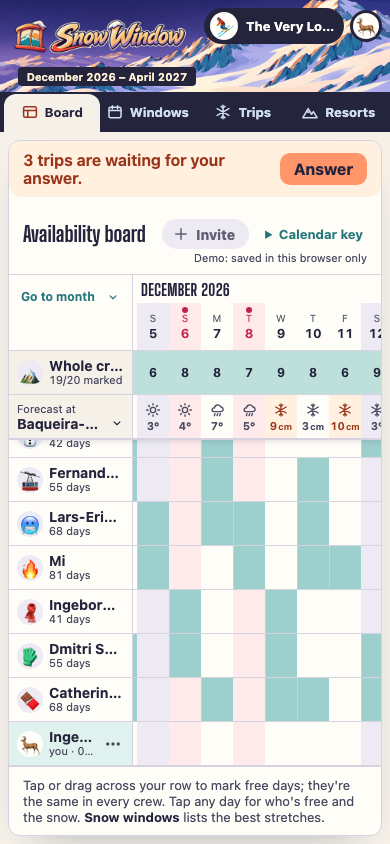 SnowWindow
The Very Lo...
December 2026 – April 2027
Board
Windows
Trips
Resorts
3 trips are waiting for your
answer.
Answer
Availability board
Invite
Calendar key
Demo: saved in this browser only
Go to month
DECEMBER 2026
S S M T W T F S
5 6 7 8 9 10 11 12
Whole cr...
19/20 marked
6 8 8 7 9 8 6 9
Forecast at
Baqueira-...
3° 4° 7° 5° 9cm 3cm 10cm 3°
42 days
Fernand...
55 days
Lars-Eri...
68 days
Mi
81 days
Ingebor...
41 days
Dmitri S...
55 days
Catherin...
68 days
Inge...
you · 0...
Tap or drag across your row to mark free days; they're
the same in every crew. Tap any day for who's free and
the snow. Snow windows lists the best stretches.